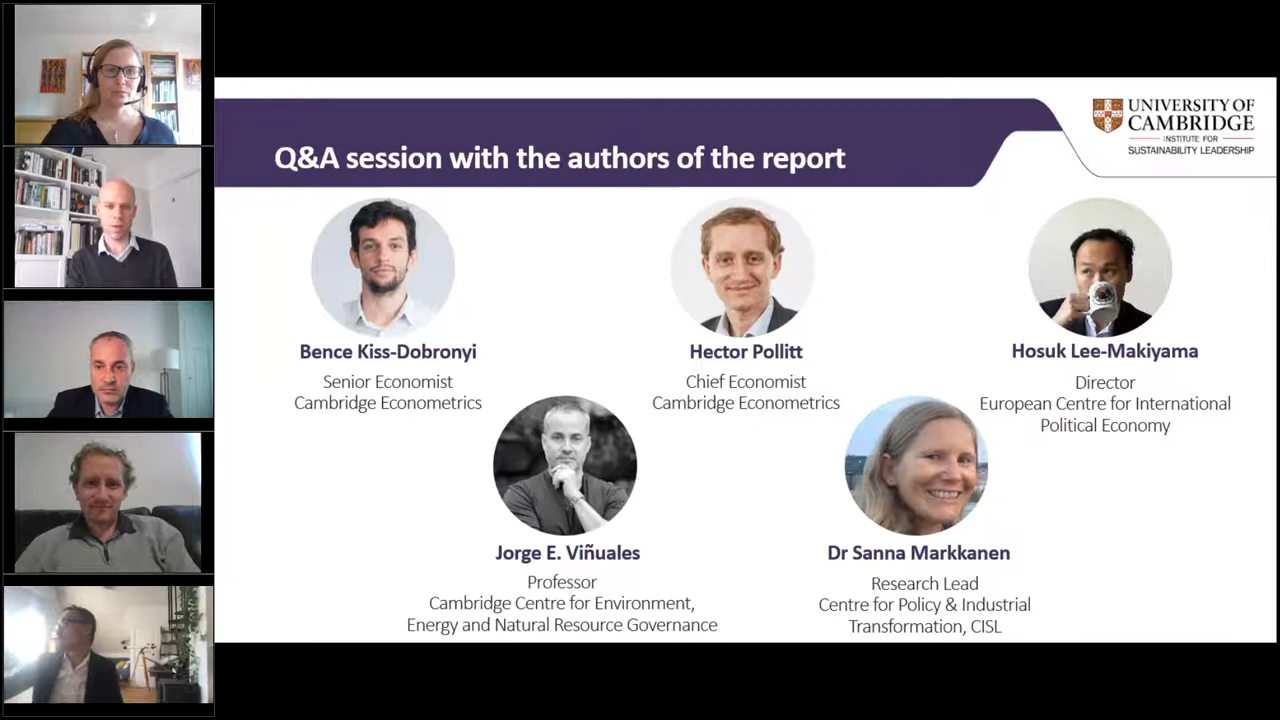 UNIVERSITY OF
CAMBRIDGE
INSTITUTE FOR
SUSTAINABILITY LEADERSHIP
Q&A session with the authors of the report
Bence Kiss-Dobronyi
Senior Economist
Cambridge Econometrics
Hector Pollitt
Chief Economist
Cambridge Econometrics
Hosuk Lee-Makiyama
Director
European Centre for International
Political Economy
Jorge E. Viñuales
Professor
Cambridge Centre for Environment,
Energy and Natural Resource Governance
Dr Sanna Markkanen
Research Lead
Centre for Policy & Industrial
Transformation, CISL